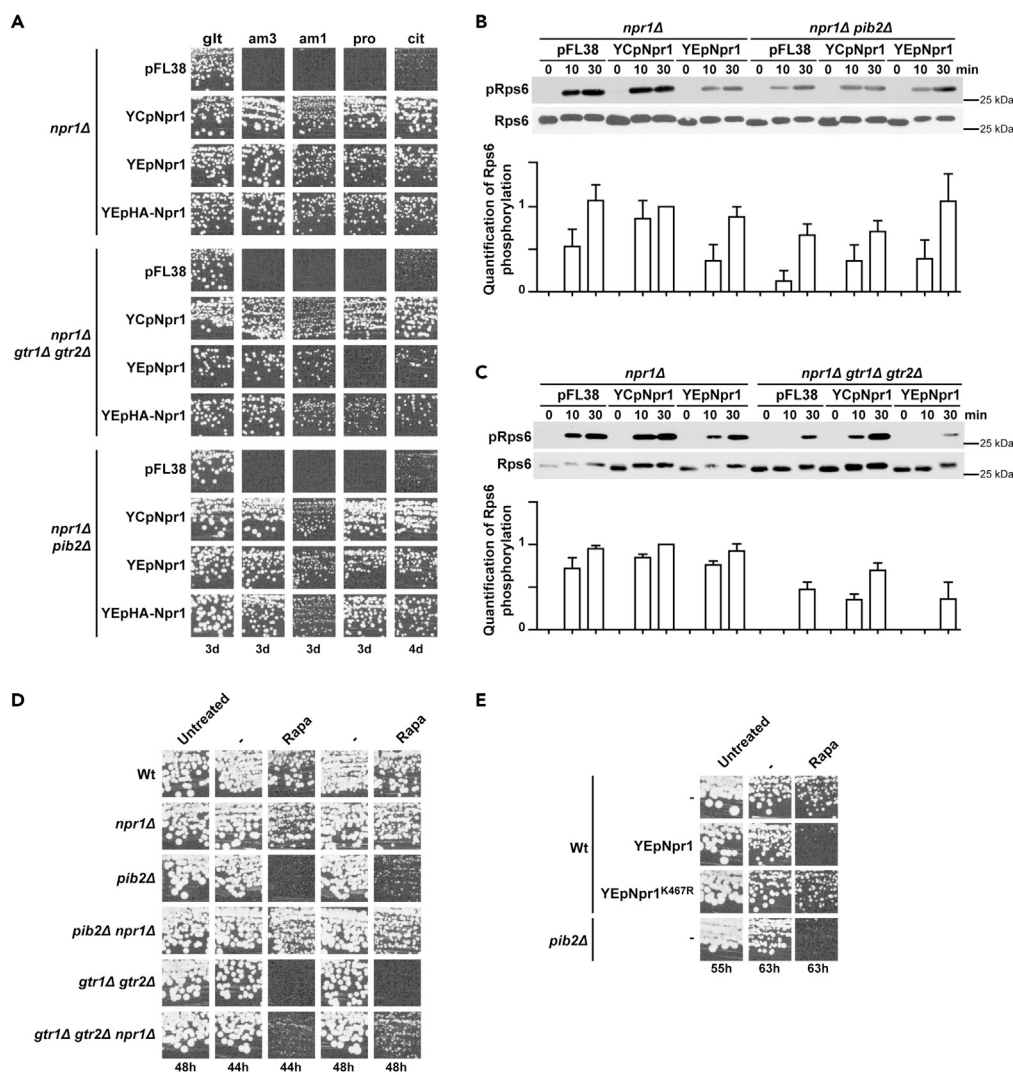 A
glt am3 am1 pro cit
npr1Δ
pFL38
YCpNpr1
YEpNpr1
YEpHA-Npr1
npr1Δ
gtr1Δ gtr2Δ
pFL38
YCpNpr1
YEpNpr1
YEpHA-Npr1
npr1Δ
pib2Δ
pFL38
YCpNpr1
YEpNpr1
YEpHA-Npr1
3d 3d 3d 3d 4d
B
npr1Δ npr1Δ pib2Δ
pFL38 YCpNpr1 YEpNpr1 pFL38 YCpNpr1 YEpNpr1
0 10 30 0 10 30 0 10 30 0 10 30 0 10 30 0 10 30 min
pRps6
25 kDa
Rps6
25 kDa
Quantification of Rps6
phosphorylation
1
0
C
npr1Δ npr1Δ gtr1Δ gtr2Δ
pFL38 YCpNpr1 YEpNpr1 pFL38 YCpNpr1 YEpNpr1
0 10 30 0 10 30 0 10 30 0 10 30 0 10 30 0 10 30 min
pRps6
25 kDa
Rps6
25 kDa
Quantification of Rps6
phosphorylation
1
0
D
Untreated - Rapa - Rapa
Wt
npr1Δ
pib2Δ
pib2Δ npr1Δ
gtr1Δ gtr2Δ
gtr1Δ gtr2Δ npr1Δ
48h 44h 44h 48h 48h
E
Untreated - Rapa
Wt
-
YEpNpr1
YEpNpr1K467R
pib2Δ -
55h 63h 63h